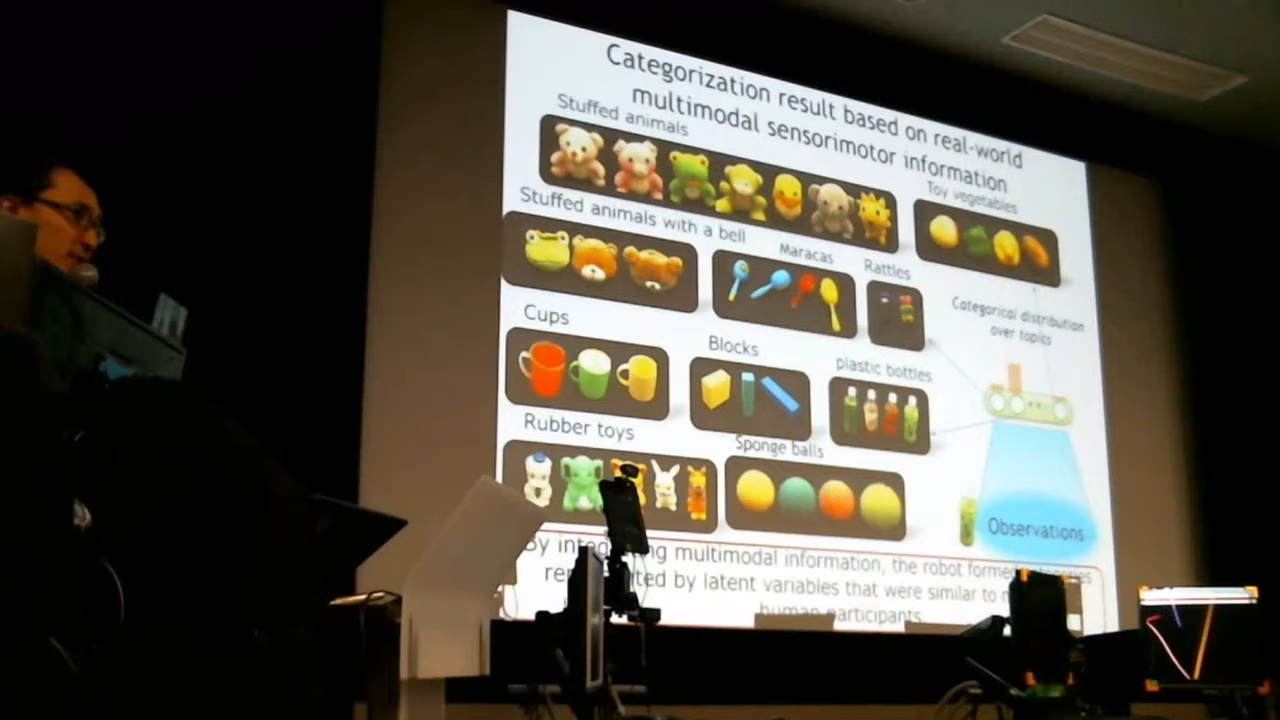 Categorization result based on real-world
multimodal sensorimotor information
Stuffed animals
Toy vegetables
Stuffed animals with a bell
Maracas
Rattles
Categorical distribution
over topics
Cups
Blocks
plastic bottles
Rubber toys
Sponge balls
Observations
By multimodal information, the robot formed
by latent variables that were similar to
human participants.